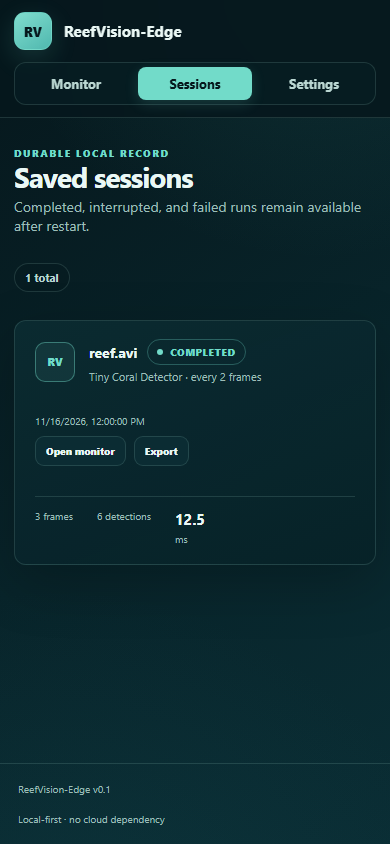 RV
ReefVision-Edge
Monitor
Sessions
Settings
DURABLE LOCAL RECORD
Saved sessions
Completed, interrupted, and failed runs remain available
after restart.
1 total
RV
reef.avi
COMPLETED
Tiny Coral Detector · every 2 frames
11/16/2026, 12:00:00 PM
Open monitor
Export
3 frames
6 detections
12.5
ms
ReefVision-Edge v0.1
Local-first · no cloud dependency